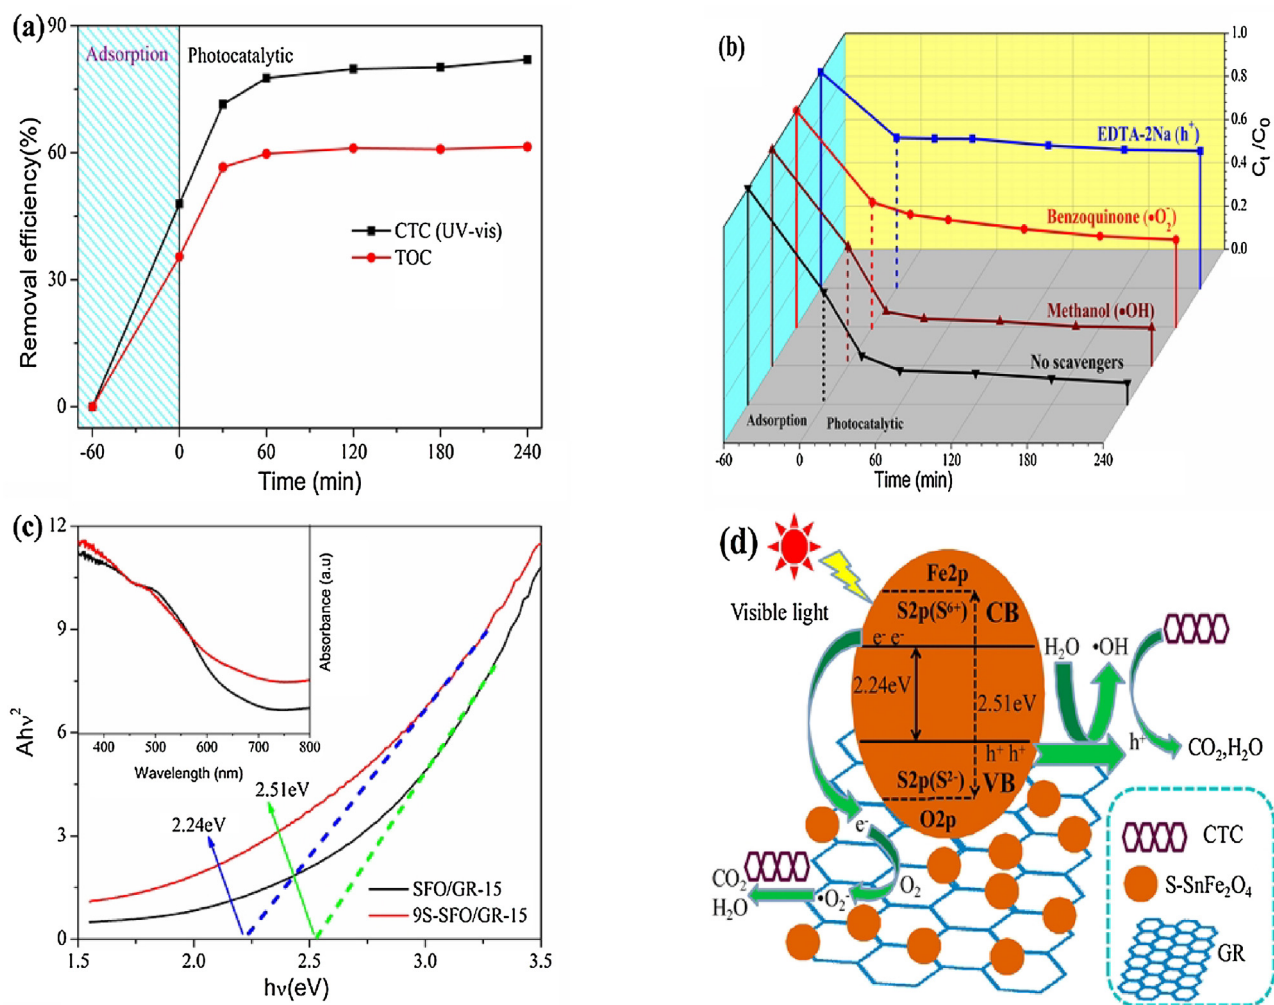 (a)
90
60
30
0
Removal efficiency(%)
Adsorption
Photocatalytic
CTC (UV-vis)
TOC
-60
0
60
120
180
240
Time (min)
(b)
1.0
0.8
0.6
0.4
0.2
0.0
Cₜ /C₀
EDTA-2Na (h⁺)
Benzoquinone (•O₂⁻)
Methanol (•OH)
No scavengers
Adsorption
Photocatalytic
-60
0
60
120
180
240
Time (min)
(c)
12
9
6
3
0
Ahν²
Absorbance (a.u)
400
500
600
700
800
Wavelength (nm)
2.51eV
2.24eV
SFO/GR-15
9S-SFO/GR-15
1.5
2.0
2.5
3.0
3.5
hν(eV)
(d)
Visible light
Fe2p
S2p(S⁶⁺)
CB
e⁻ e⁻
2.24eV
2.51eV
h⁺ h⁺
S2p(S²⁻)
VB
O2p
H₂O
•OH
h⁺
CO₂,H₂O
e⁻
O₂
•O₂⁻
CO₂
H₂O
CTC
S-SnFe₂O₄
GR